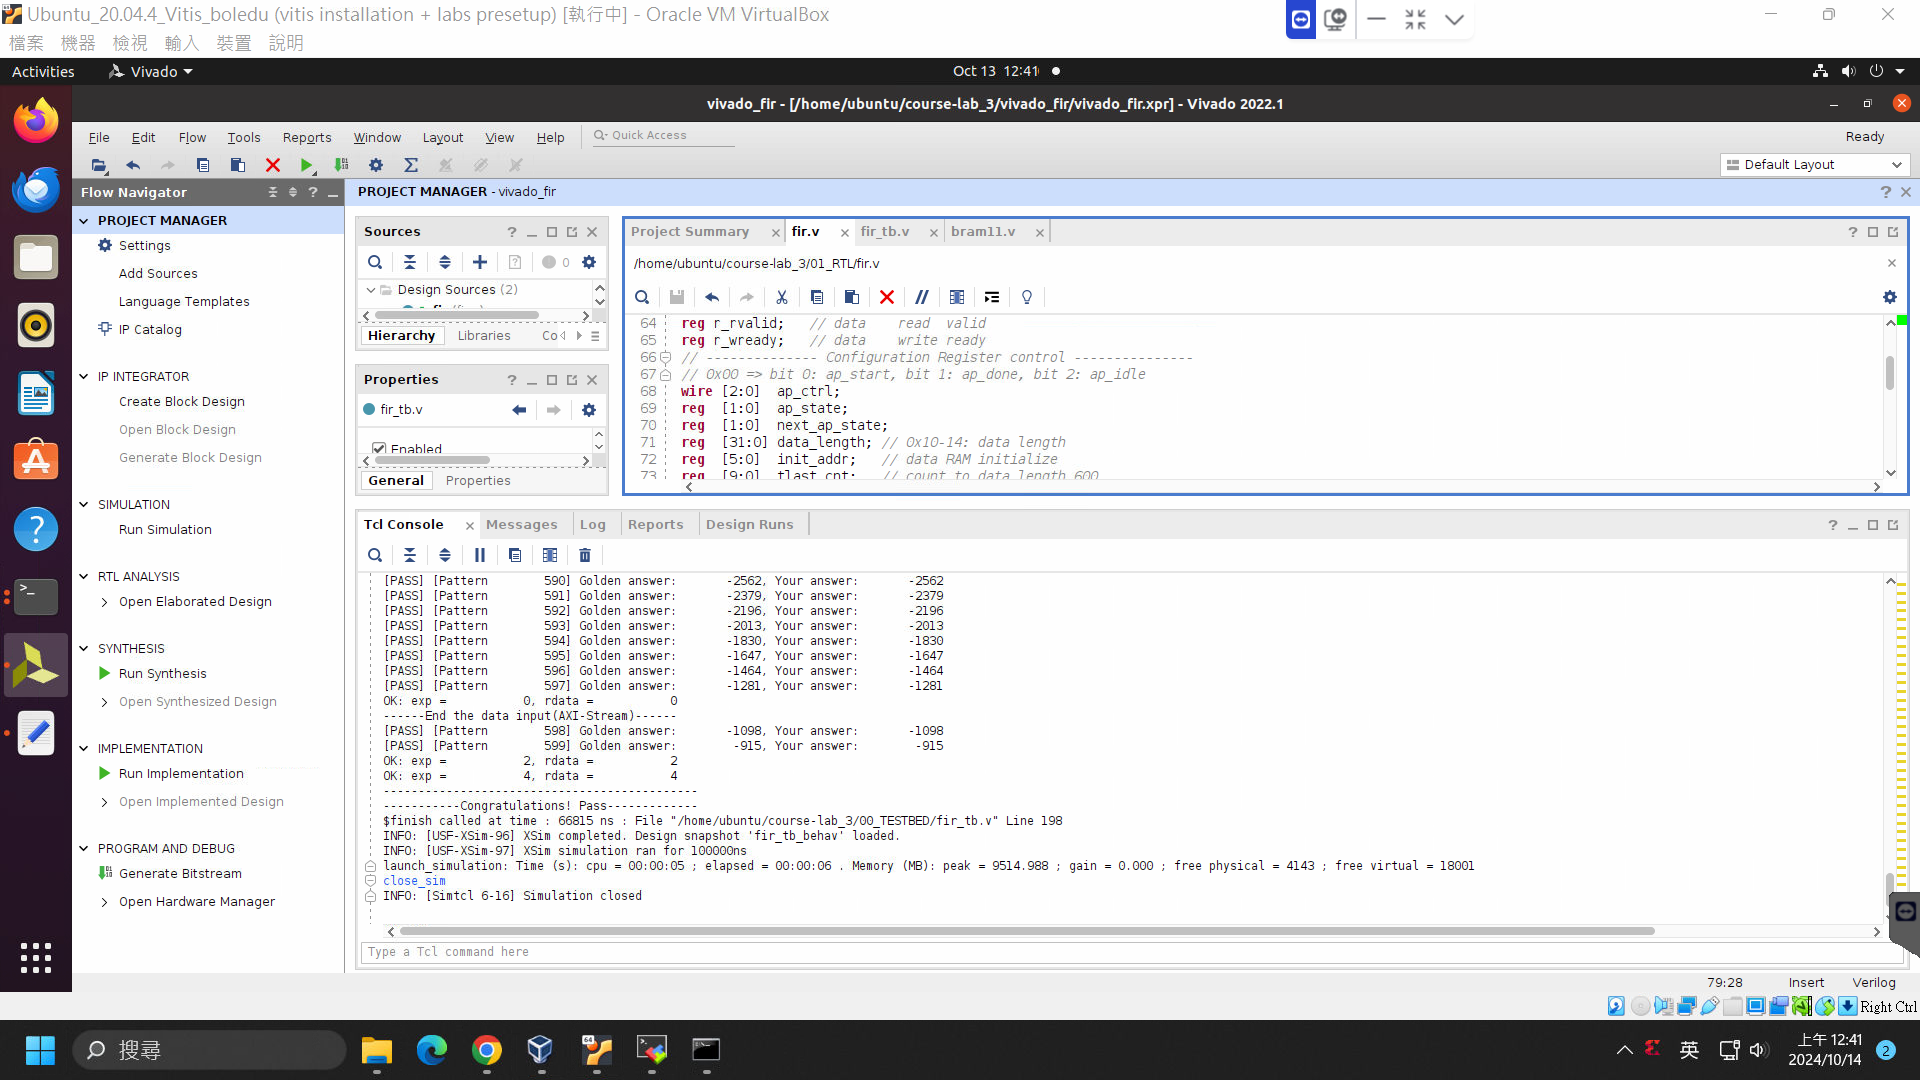 Ubuntu_20.04.4_Vitis_boledu (vitis installation + labs presetup) [執行中] - Oracle VM VirtualBox
檔案 機器 檢視 輸入 裝置 說明
Activities Vivado Oct 13 12:41
vivado_fir - [/home/ubuntu/course-lab_3/vivado_fir/vivado_fir.xpr] - Vivado 2022.1
File Edit Flow Tools Reports Window Layout View Help Quick Access Ready
Default Layout
Flow Navigator
PROJECT MANAGER
Settings
Add Sources
Language Templates
IP Catalog
IP INTEGRATOR
Create Block Design
Open Block Design
Generate Block Design
SIMULATION
Run Simulation
RTL ANALYSIS
Open Elaborated Design
SYNTHESIS
Run Synthesis
Open Synthesized Design
IMPLEMENTATION
Run Implementation
Open Implemented Design
PROGRAM AND DEBUG
Generate Bitstream
Open Hardware Manager
PROJECT MANAGER - vivado_fir
Sources
0
Design Sources (2)
Hierarchy Libraries Co
Properties
fir_tb.v
Enabled
General Properties
Project Summary fir.v fir_tb.v bram11.v
/home/ubuntu/course-lab_3/01_RTL/fir.v
64 reg r_rvalid; // data read valid
65 reg r_wready; // data write ready
66 // -------------- Configuration Register control ---------------
67 // 0x00 => bit 0: ap_start, bit 1: ap_done, bit 2: ap_idle
68 wire [2:0] ap_ctrl;
69 reg [1:0] ap_state;
70 reg [1:0] next_ap_state;
71 reg [31:0] data_length; // 0x10-14: data length
72 reg [5:0] init_addr; // data RAM initialize
73 reg [9:0] tlast_cnt; // count to data length 600
Tcl Console Messages Log Reports Design Runs
[PASS] [Pattern 590] Golden answer: -2562, Your answer: -2562
[PASS] [Pattern 591] Golden answer: -2379, Your answer: -2379
[PASS] [Pattern 592] Golden answer: -2196, Your answer: -2196
[PASS] [Pattern 593] Golden answer: -2013, Your answer: -2013
[PASS] [Pattern 594] Golden answer: -1830, Your answer: -1830
[PASS] [Pattern 595] Golden answer: -1647, Your answer: -1647
[PASS] [Pattern 596] Golden answer: -1464, Your answer: -1464
[PASS] [Pattern 597] Golden answer: -1281, Your answer: -1281
OK: exp = 0, rdata = 0
------End the data input(AXI-Stream)------
[PASS] [Pattern 598] Golden answer: -1098, Your answer: -1098
[PASS] [Pattern 599] Golden answer: -915, Your answer: -915
OK: exp = 2, rdata = 2
OK: exp = 4, rdata = 4
---------------------------------------------
-----------Congratulations! Pass-------------
$finish called at time : 66815 ns : File "/home/ubuntu/course-lab_3/00_TESTBED/fir_tb.v" Line 198
INFO: [USF-XSim-96] XSim completed. Design snapshot 'fir_tb_behav' loaded.
INFO: [USF-XSim-97] XSim simulation ran for 100000ns
launch_simulation: Time (s): cpu = 00:00:05 ; elapsed = 00:00:06 . Memory (MB): peak = 9514.988 ; gain = 0.000 ; free physical = 4143 ; free virtual = 18001
close_sim
INFO: [Simtcl 6-16] Simulation closed
Type a Tcl command here
79:28 Insert Verilog
Right Ctrl
搜尋
英
上午 12:41
2024/10/14
2